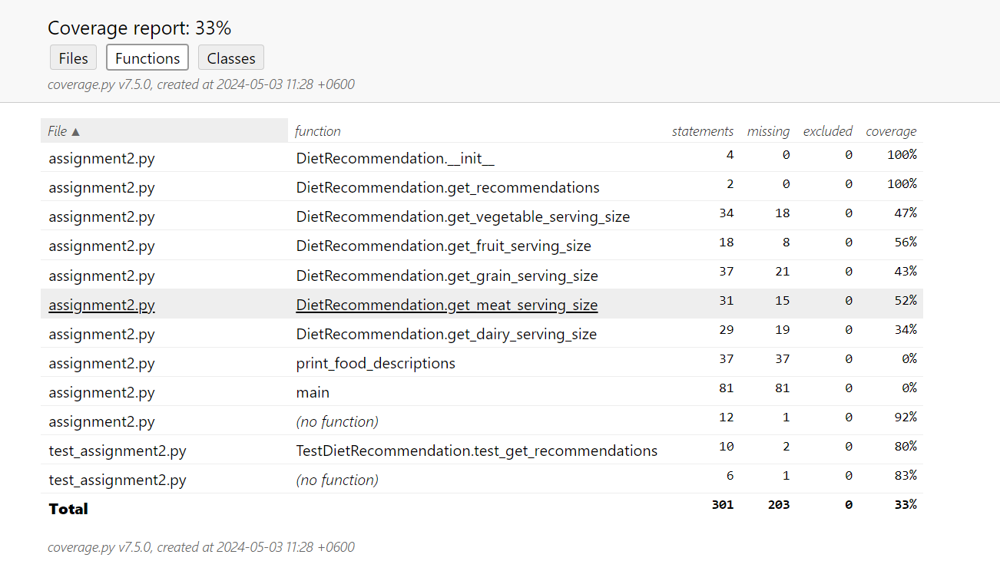 Coverage report: 33%
Files Functions Classes
coverage.py v7.5.0, created at 2024-05-03 11:28 +0600
File ▲ function statements missing excluded coverage
assignment2.py DietRecommendation.__init__ 4 0 0 100%
assignment2.py DietRecommendation.get_recommendations 2 0 0 100%
assignment2.py DietRecommendation.get_vegetable_serving_size 34 18 0 47%
assignment2.py DietRecommendation.get_fruit_serving_size 18 8 0 56%
assignment2.py DietRecommendation.get_grain_serving_size 37 21 0 43%
assignment2.py DietRecommendation.get_meat_serving_size 31 15 0 52%
assignment2.py DietRecommendation.get_dairy_serving_size 29 19 0 34%
assignment2.py print_food_descriptions 37 37 0 0%
assignment2.py main 81 81 0 0%
assignment2.py (no function) 12 1 0 92%
test_assignment2.py TestDietRecommendation.test_get_recommendations 10 2 0 80%
test_assignment2.py (no function) 6 1 0 83%
Total 301 203 0 33%
coverage.py v7.5.0, created at 2024-05-03 11:28 +0600